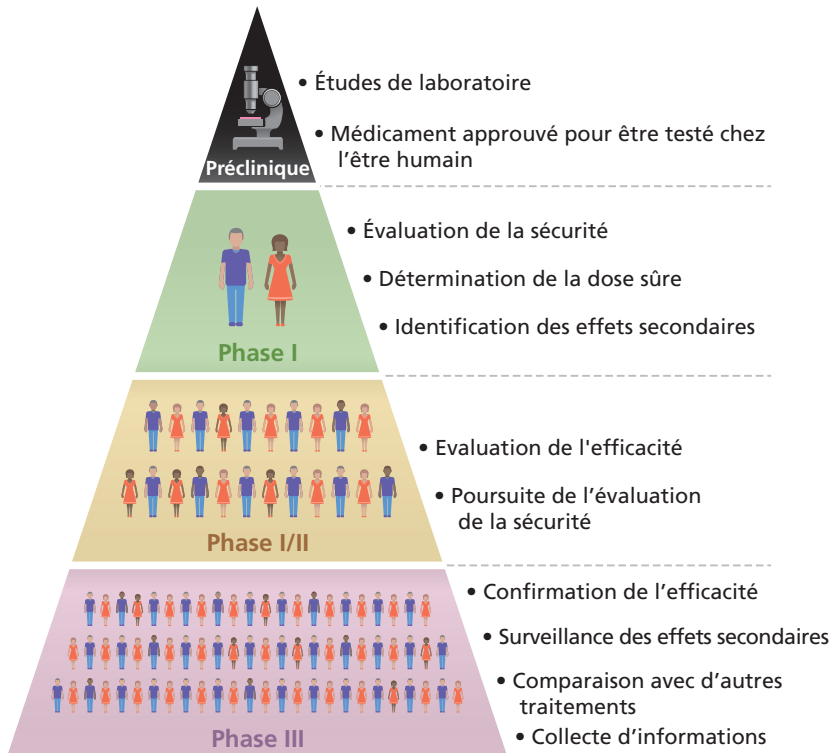 • Études de laboratoire
• Médicament approuvé pour être testé chez
l'être humain
Préclinique
• Évaluation de la sécurité
• Détermination de la dose sûre
• Identification des effets secondaires
Phase I
• Evaluation de l'efficacité
• Poursuite de l'évaluation
de la sécurité
Phase I/II
• Confirmation de l'efficacité
• Surveillance des effets secondaires
• Comparaison avec d'autres
traitements
• Collecte d'informations
Phase III